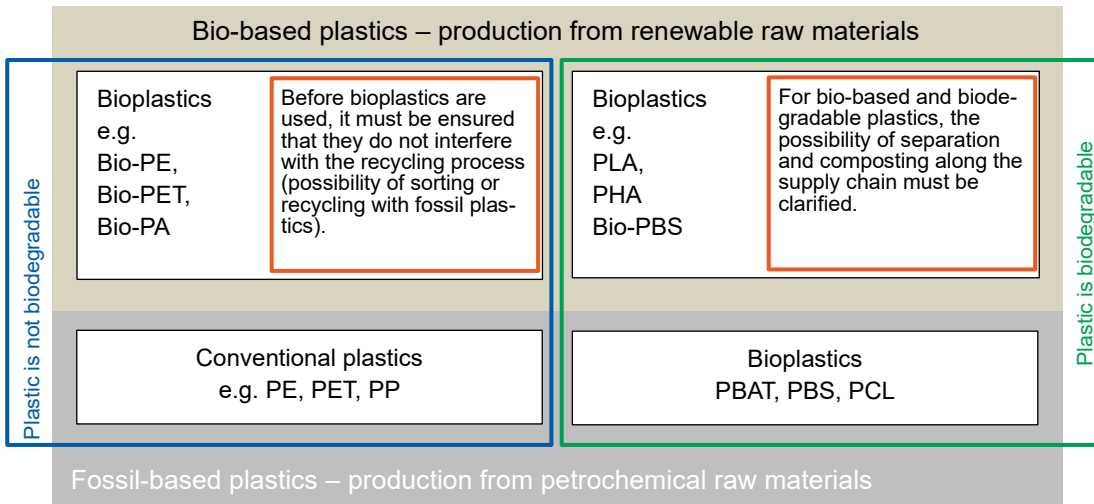 Bio-based plastics – production from renewable raw materials
Plastic is not biodegradable
Bioplastics
e.g.
Bio-PE,
Bio-PET,
Bio-PA
Before bioplastics are
used, it must be ensured
that they do not interfere
with the recycling process
(possibility of sorting or
recycling with fossil plas-
tics).
Bioplastics
e.g.
PLA,
PHA
Bio-PBS
For bio-based and biode-
gradable plastics, the
possibility of separation
and composting along the
supply chain must be
clarified.
Plastic is biodegradable
Conventional plastics
e.g. PE, PET, PP
Bioplastics
PBAT, PBS, PCL
Fossil-based plastics – production from petrochemical raw materials